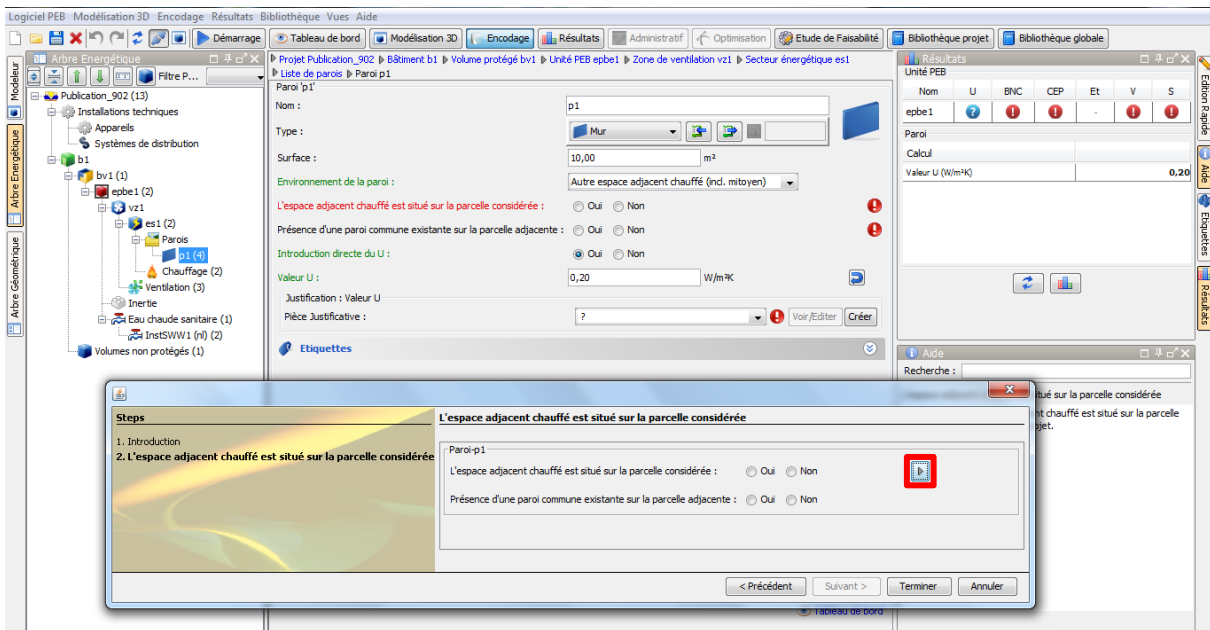 Logiciel PEB Modélisation 3D Encodage Résultats Bibliothèque Vues Aide
Démarrage Tableau de bord Modélisation 3D Encodage Résultats Administratif Optimisation Etude de Faisabilité Bibliothèque projet Bibliothèque globale
Modeleur
Arbre Energétique
Arbre Géométrique
Arbre Energétique
Filtre P...
Publication_902 (13)
Installations techniques
Appareils
Systèmes de distribution
b1
bv1 (1)
epbe1 (2)
vz1
es1 (2)
Parois
p1 (4)
Chauffage (2)
Ventilation (3)
Inertie
Eau chaude sanitaire (1)
InstSWW1 (nl) (2)
Volumes non protégés (1)
Projet Publication_902 Bâtiment b1 Volume protégé bv1 Unité PEB epbe1 Zone de ventilation vz1 Secteur énergétique es1
Liste de parois Paroi p1
Paroi 'p1'
Nom : p1
Type : Mur
Surface : 10,00 m²
Environnement de la paroi : Autre espace adjacent chauffé (incl. mitoyen)
L'espace adjacent chauffé est situé sur la parcelle considérée : Oui Non
Présence d'une paroi commune existante sur la parcelle adjacente : Oui Non
Introduction directe du U : Oui Non
Valeur U : 0,20 W/m²K
Justification : Valeur U
Pièce Justificative : ? Voir/Editer Créer
Etiquettes
Résultats
Unité PEB
Nom U BNC CEP Et V S
epbe1 ? ! ! - ! !
Paroi
Calcul
Valeur U (W/m²K) 0,20
Edition Rapide
Aide
Etiquettes
Résultats
Aide
Recherche :
itué sur la parcelle considérée
nt chauffé est situé sur la parcelle
ojet.
Steps
1. Introduction
2. L'espace adjacent chauffé est situé sur la parcelle considérée
L'espace adjacent chauffé est situé sur la parcelle considérée
Paroi-p1
L'espace adjacent chauffé est situé sur la parcelle considérée : Oui Non
Présence d'une paroi commune existante sur la parcelle adjacente : Oui Non
< Précédent Suivant > Terminer Annuler
Tableau de bord